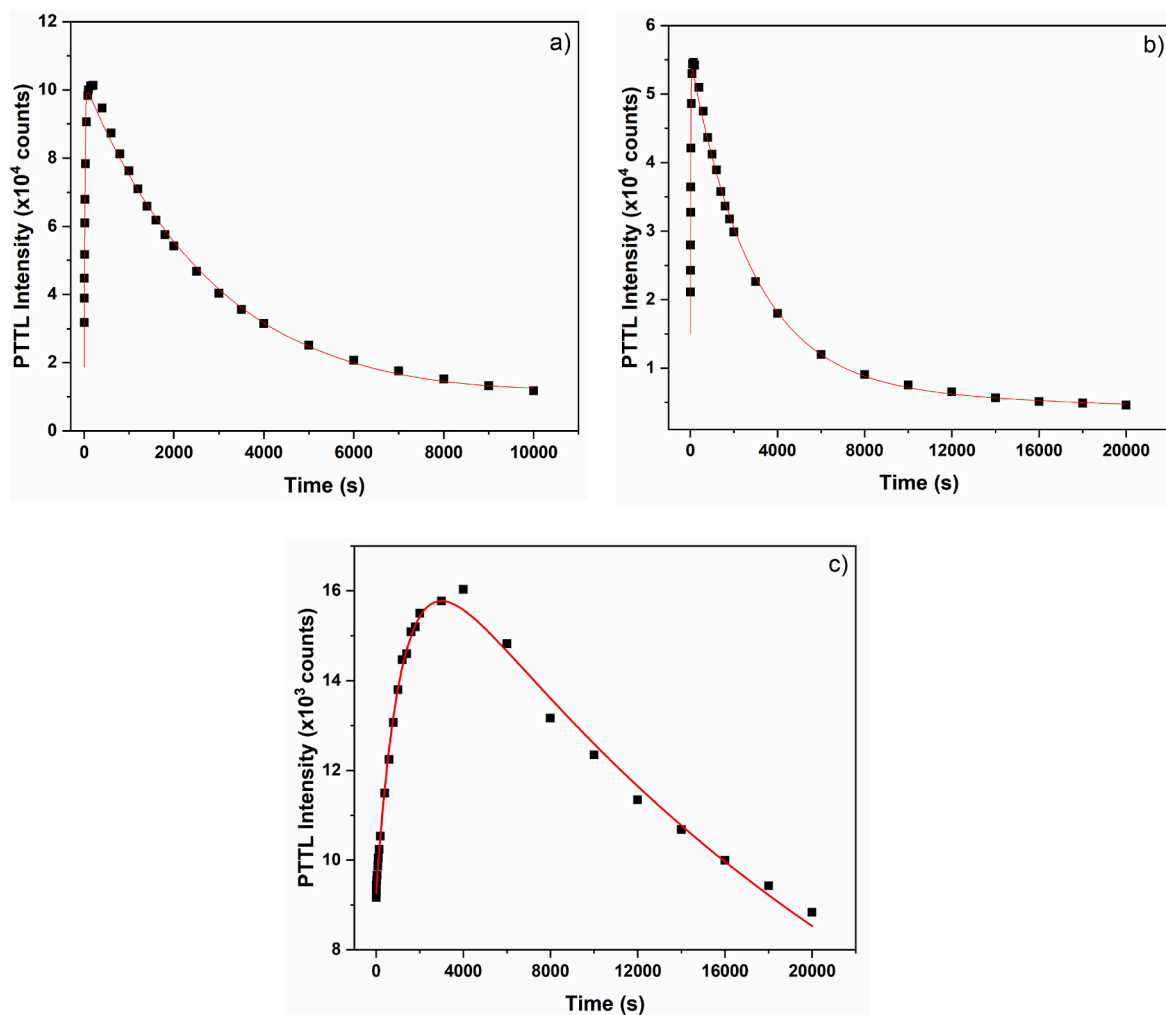 a)
PTTL Intensity (x10⁴ counts)
12
10
8
6
4
2
0
0 2000 4000 6000 8000 10000
Time (s)
b)
PTTL Intensity (x10⁴ counts)
6
5
4
3
2
1
0 4000 8000 12000 16000 20000
Time (s)
c)
PTTL Intensity (x10³ counts)
16
14
12
10
8
0 4000 8000 12000 16000 20000
Time (s)